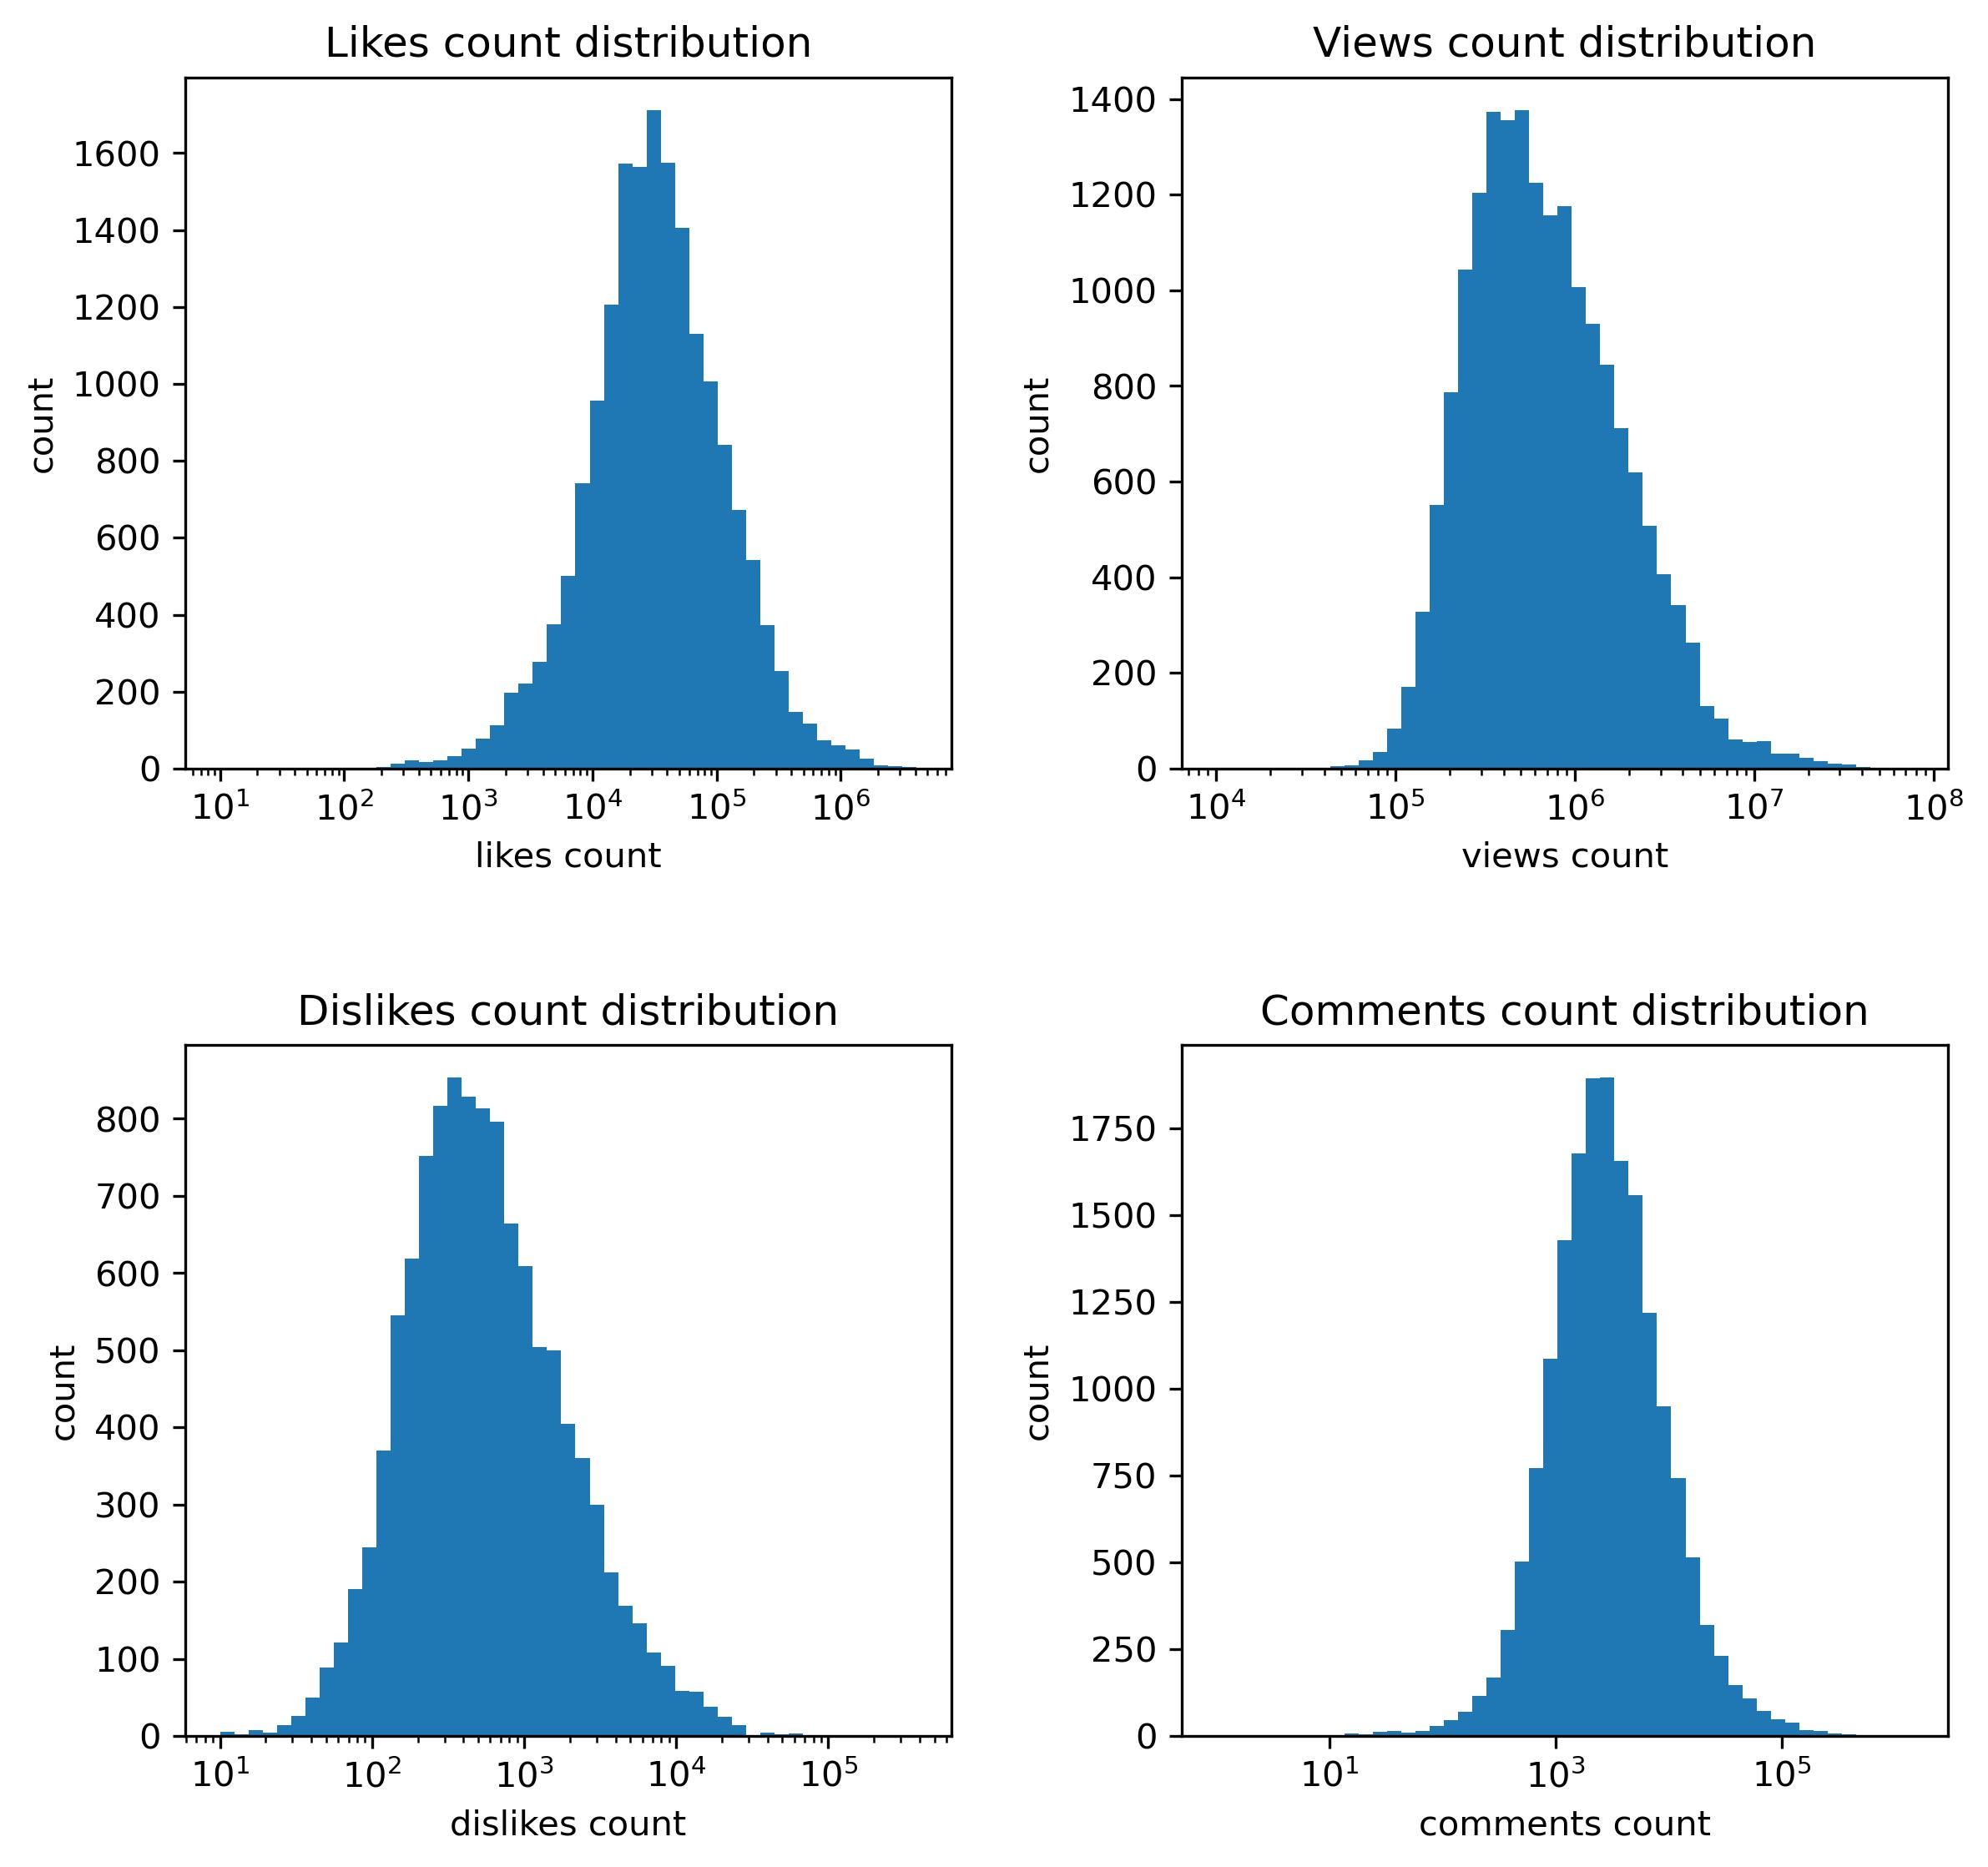 Likes count distribution
1600
1400
1200
1000
800
600
400
200
0
count
10¹ 10² 10³ 10⁴ 10⁵ 10⁶
likes count
Views count distribution
1400
1200
1000
800
600
400
200
0
count
10⁴ 10⁵ 10⁶ 10⁷ 10⁸
views count
Dislikes count distribution
800
700
600
500
400
300
200
100
0
count
10¹ 10² 10³ 10⁴ 10⁵
dislikes count
Comments count distribution
1750
1500
1250
1000
750
500
250
0
count
10¹ 10³ 10⁵
comments count